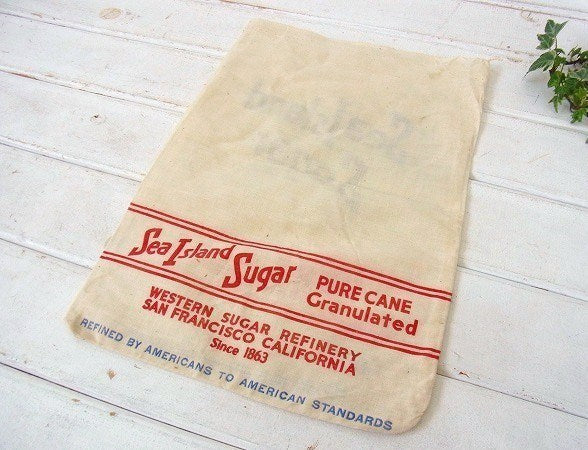 Sea Island Sugar PURE CANE
Granulated
WESTERN SUGAR REFINERY
SAN FRANCISCO CALIFORNIA
Since 1863
REFINED BY AMERICANS TO AMERICAN STANDARDS